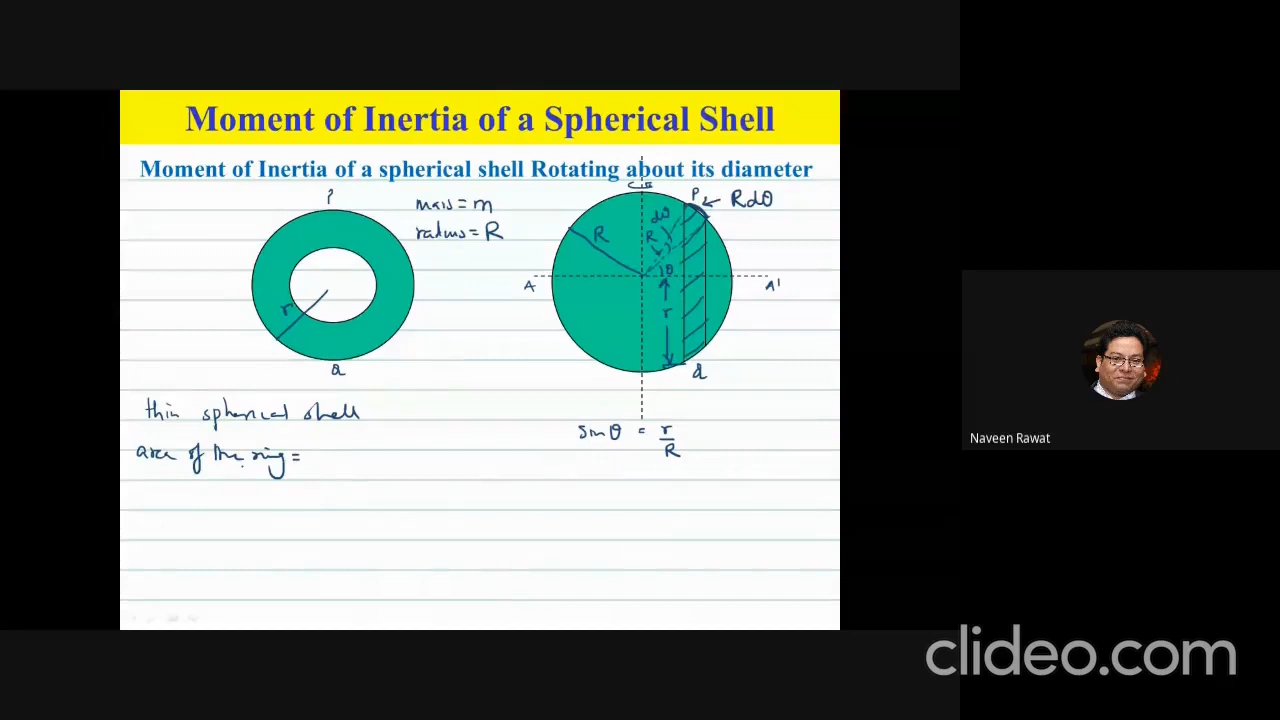 Moment of Inertia of a Spherical Shell
Moment of Inertia of a spherical shell Rotating about its diameter
P
mass = m
radius = R
r
Q
R
dθ
R
θ
P
Rdθ
A
A'
r
sinθ = r/R
thin spherical shell
area of the ring =
Naveen Rawat
clideo.com